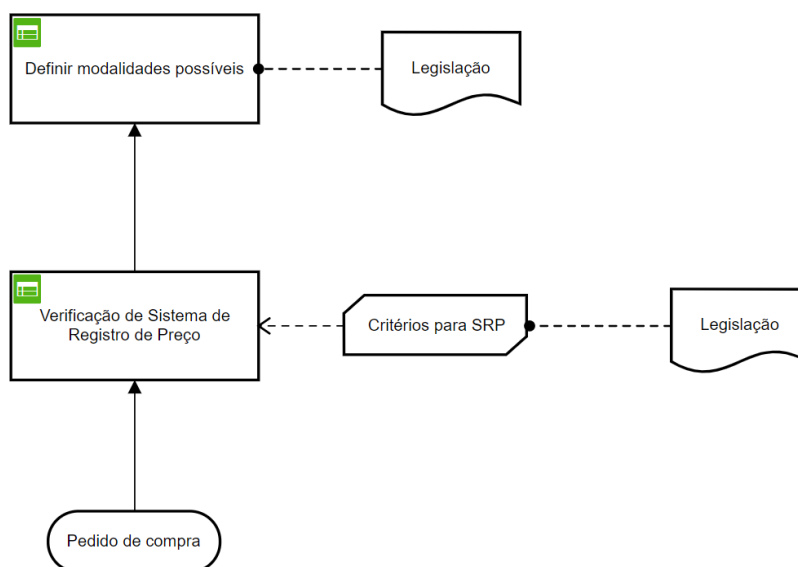 Definir modalidades possíveis
Legislação
Verificação de Sistema de
Registro de Preço
Critérios para SRP
Legislação
Pedido de compra